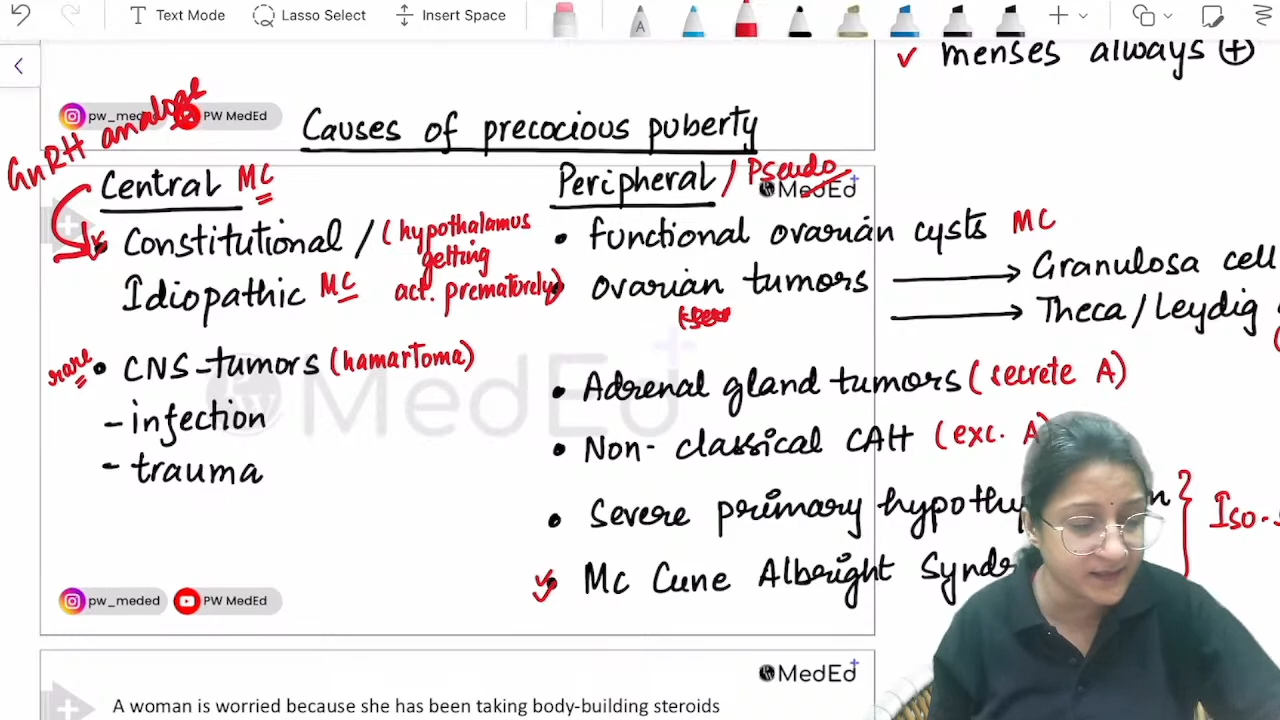 Text Mode
Lasso Select
Insert Space
A
✓ menses always +
pw_meded
PW MedEd
GnRH analoge
Causes of precocious puberty
Central MC
Constitutional / (hypothalamus getting act. prematurely)
Idiopathic MC
rare
• CNS-tumors (hamartoma)
- infection
- trauma
Peripheral / Pseudo
MedEd
• functional ovarian cysts MC
• ovarian tumors
→ Granulosa cell
→ Theca/Leydig
• Adrenal gland tumors (secrete A)
• Non-classical CAH (exc. A
• Severe primary
• Mc Cune Albright
Iso-
MedEd
pw_meded
PW MedEd
MedEd
A woman is worried because she has been taking body-building steroids